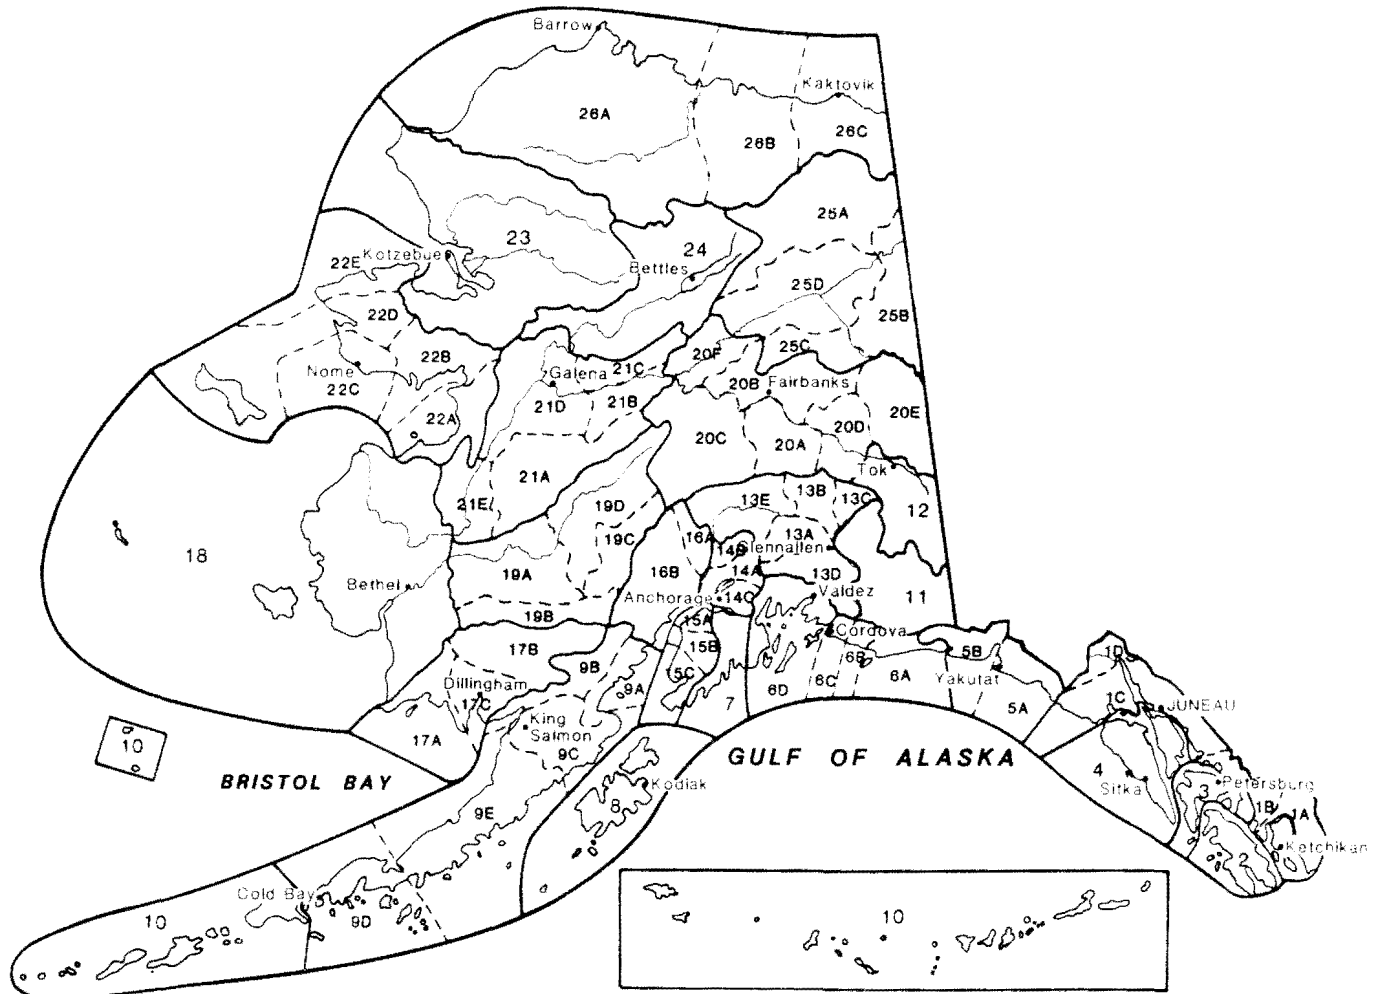 Barrow
Kaktovik
26A
26B
26C
25A
23
24
Kotzebue
22E
Bettles
25D
22D
25B
22B
20F
25C
Nome
22C
Galena
21C
20B
Fairbanks
22A
21D
21B
20E
20C
20A
20D
Tok
21A
21E
19D
13E
13B
13C
12
18
19C
16A
13A
14B
Glennallen
19A
16B
14A
13D
Bethel
Anchorage
14C
Valdez
11
19B
15A
Cordova
17B
9B
15B
6B
5B
1D
Dillingham
17C
9A
15C
6D
6C
6A
Yakutat
7
5A
1C
JUNEAU
King
Salmon
17A
9C
10
BRISTOL BAY
GULF OF ALASKA
4
Sitka
Kodiak
8
3
Petersburg
9E
1B
1A
2
Ketchikan
Cold Bay
10
9D
10